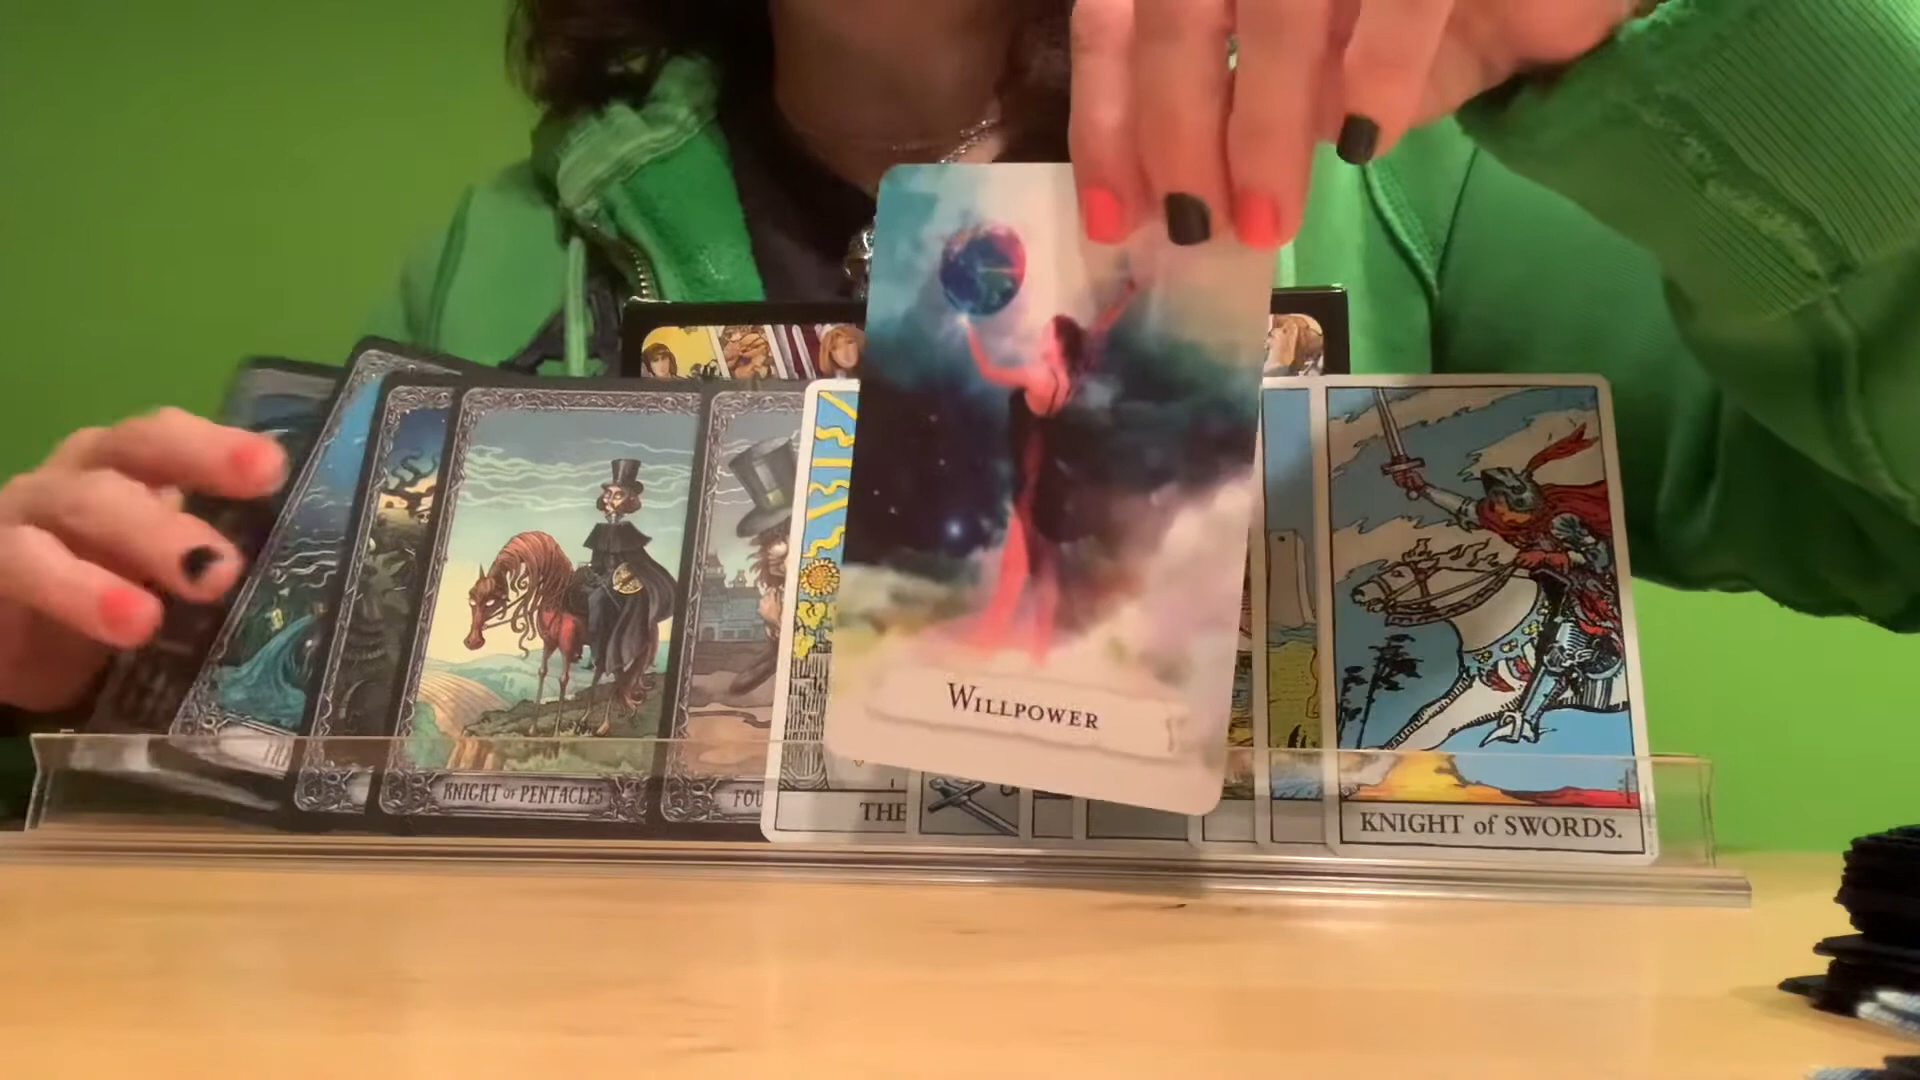 WILLPOWER
KNIGHT of PENTACLES
FOU
THE
KNIGHT of SWORDS.